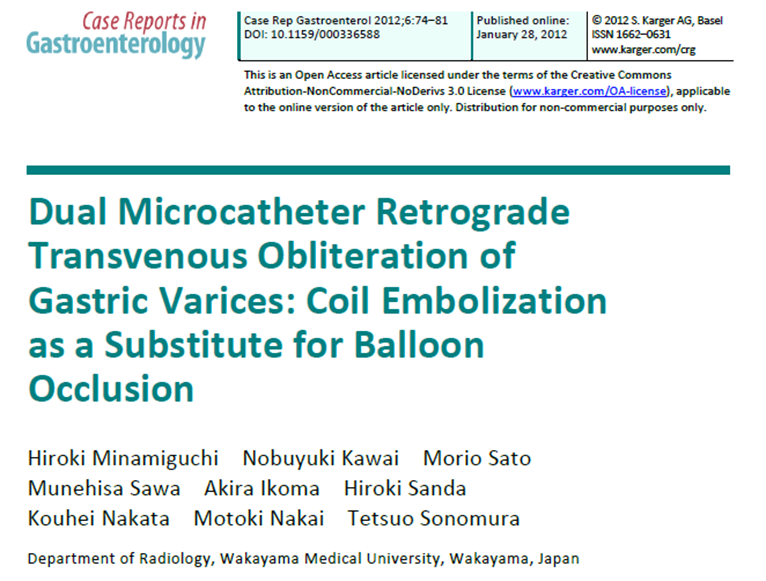 Case Reports in
Gastroenterology
Case Rep Gastroenterol 2012;6:74–81
DOI: 10.1159/000336588
Published online:
January 28, 2012
© 2012 S. Karger AG, Basel
ISSN 1662–0631
www.karger.com/crg
This is an Open Access article licensed under the terms of the Creative Commons
Attribution-NonCommercial-NoDerivs 3.0 License (www.karger.com/OA-license), applicable
to the online version of the article only. Distribution for non-commercial purposes only.
Dual Microcatheter Retrograde
Transvenous Obliteration of
Gastric Varices: Coil Embolization
as a Substitute for Balloon
Occlusion
Hiroki Minamiguchi Nobuyuki Kawai Morio Sato
Munehisa Sawa Akira Ikoma Hiroki Sanda
Kouhei Nakata Motoki Nakai Tetsuo Sonomura
Department of Radiology, Wakayama Medical University, Wakayama, Japan